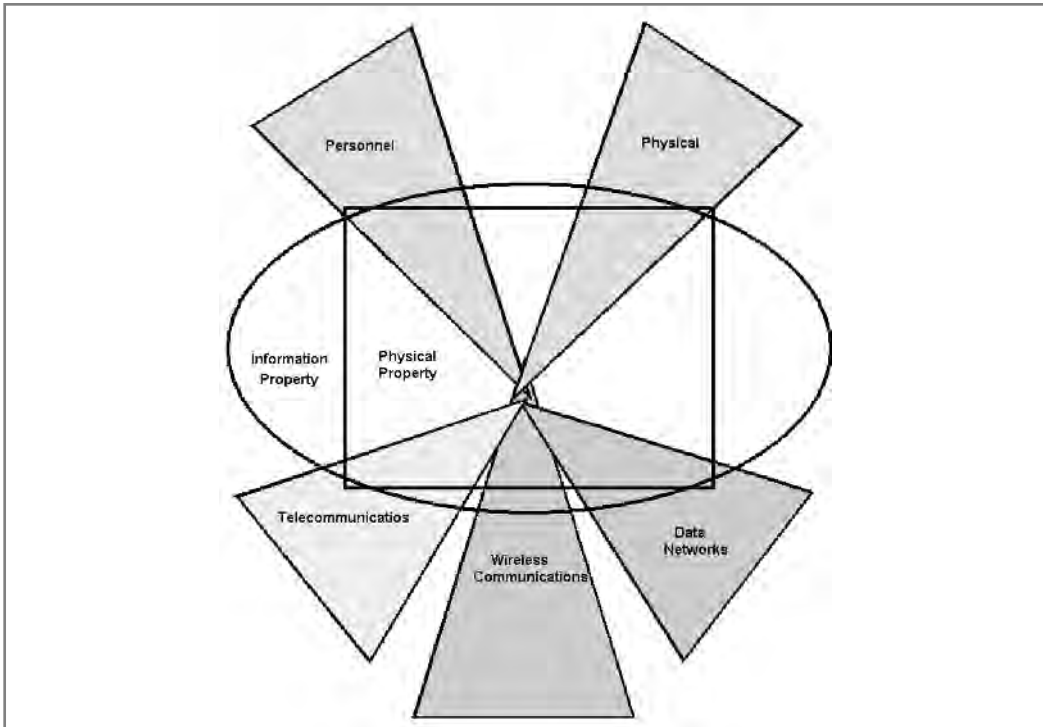 Personnel
Physical
Information
Property
Physical
Property
Telecommunicatios
Wireless
Communications
Data
Networks